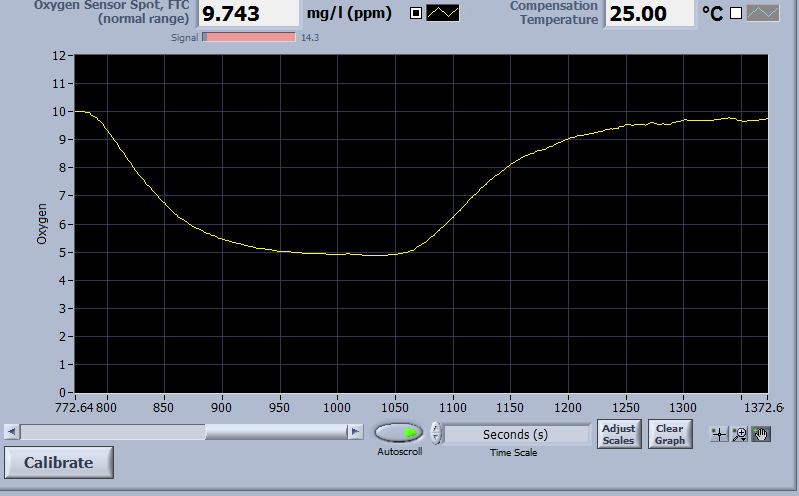 Oxygen Sensor Spot, FTC
(normal range)
9.743
mg/l (ppm)
Compensation
Temperature
25.00
°C
Signal
14.3
12
11
10
9
8
7
6
5
4
3
2
1
0
Oxygen
772.64 800 850 900 950 1000 1050 1100 1150 1200 1250 1300 1372.6
Autoscroll
Seconds (s)
Time Scale
Adjust
Scales
Clear
Graph
Calibrate